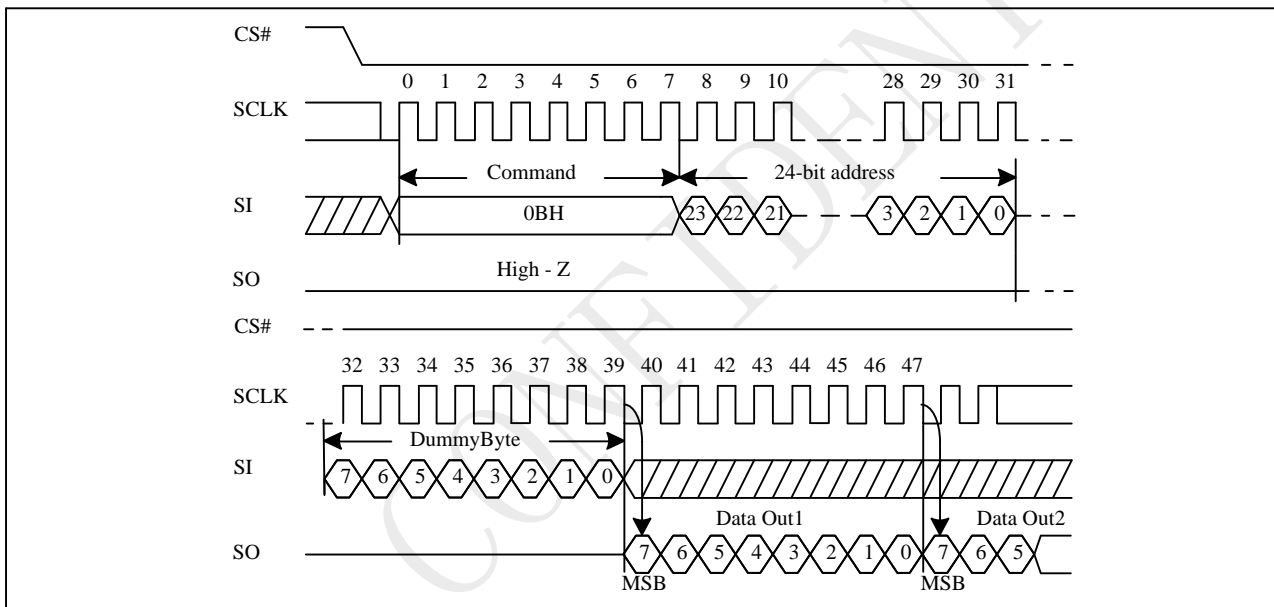 CS#
0 1 2 3 4 5 6 7 8 9 10 28 29 30 31
SCLK
Command 24-bit address
SI 0BH 23 22 21 3 2 1 0
High - Z
SO
CS#
32 33 34 35 36 37 38 39 40 41 42 43 44 45 46 47
SCLK
DummyByte
SI 7 6 5 4 3 2 1 0
Data Out1 Data Out2
SO 7 6 5 4 3 2 1 0 7 6 5
MSB MSB
CONFIDENT